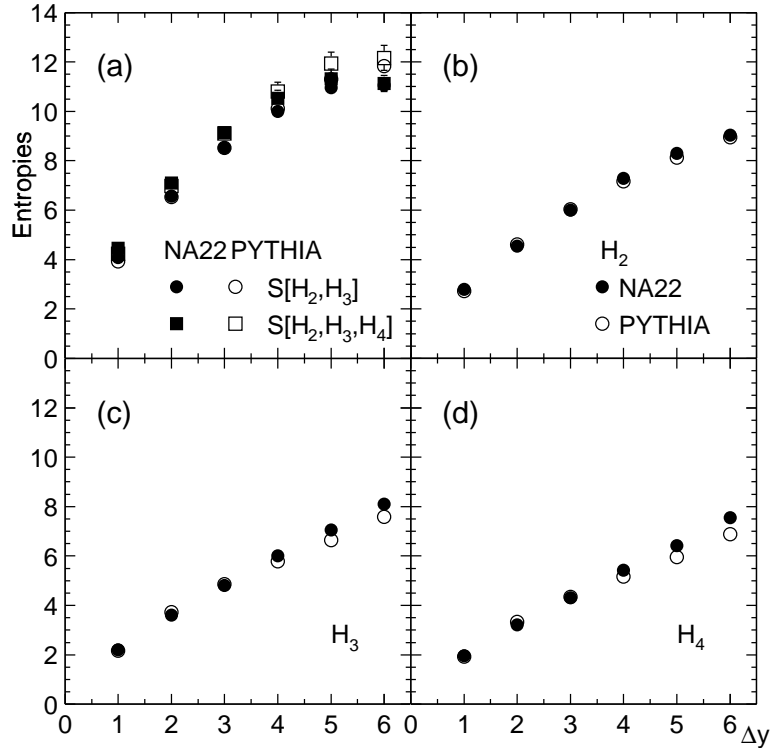 14
12
10
8
6
4
2
0
Entropies
(a)
NA22 PYTHIA
S[H2,H3]
S[H2,H3,H4]
(b)
H2
NA22
PYTHIA
12
10
8
6
4
2
0
(c)
H3
0 1 2 3 4 5 6
(d)
H4
0 1 2 3 4 5 6 Δy